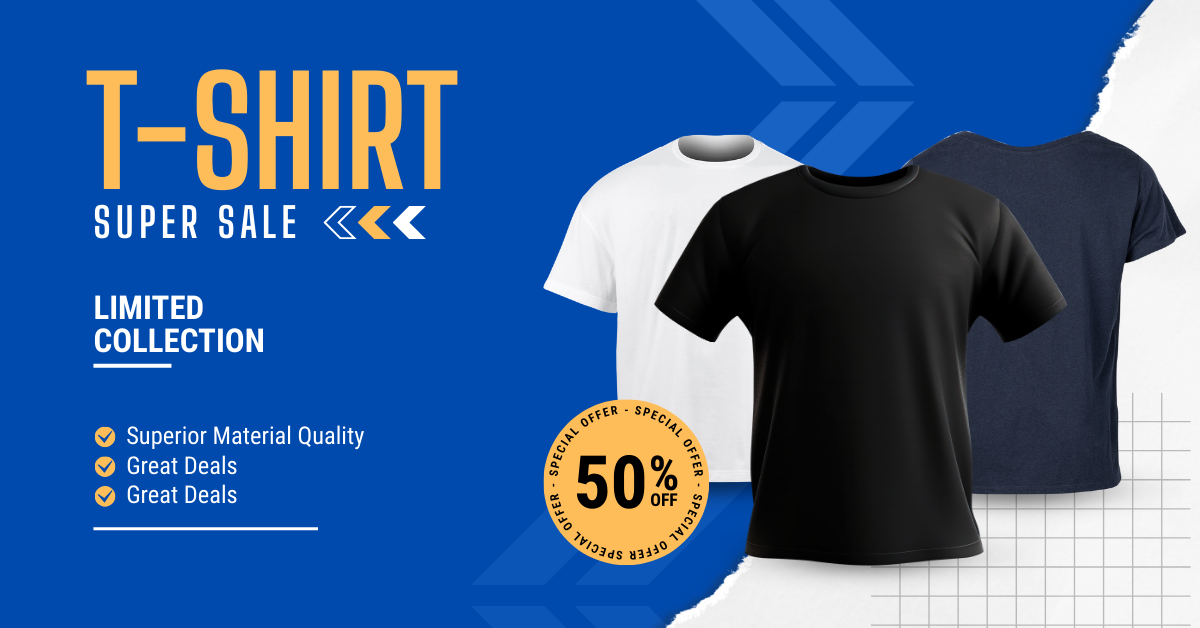 T-SHIRT
SUPER SALE
LIMITED
COLLECTION
Superior Material Quality
Great Deals
Great Deals
SPECIAL OFFER - SPECIAL OFFER - SPECIAL OFFER SPECIAL OFFER -
50%
OFF